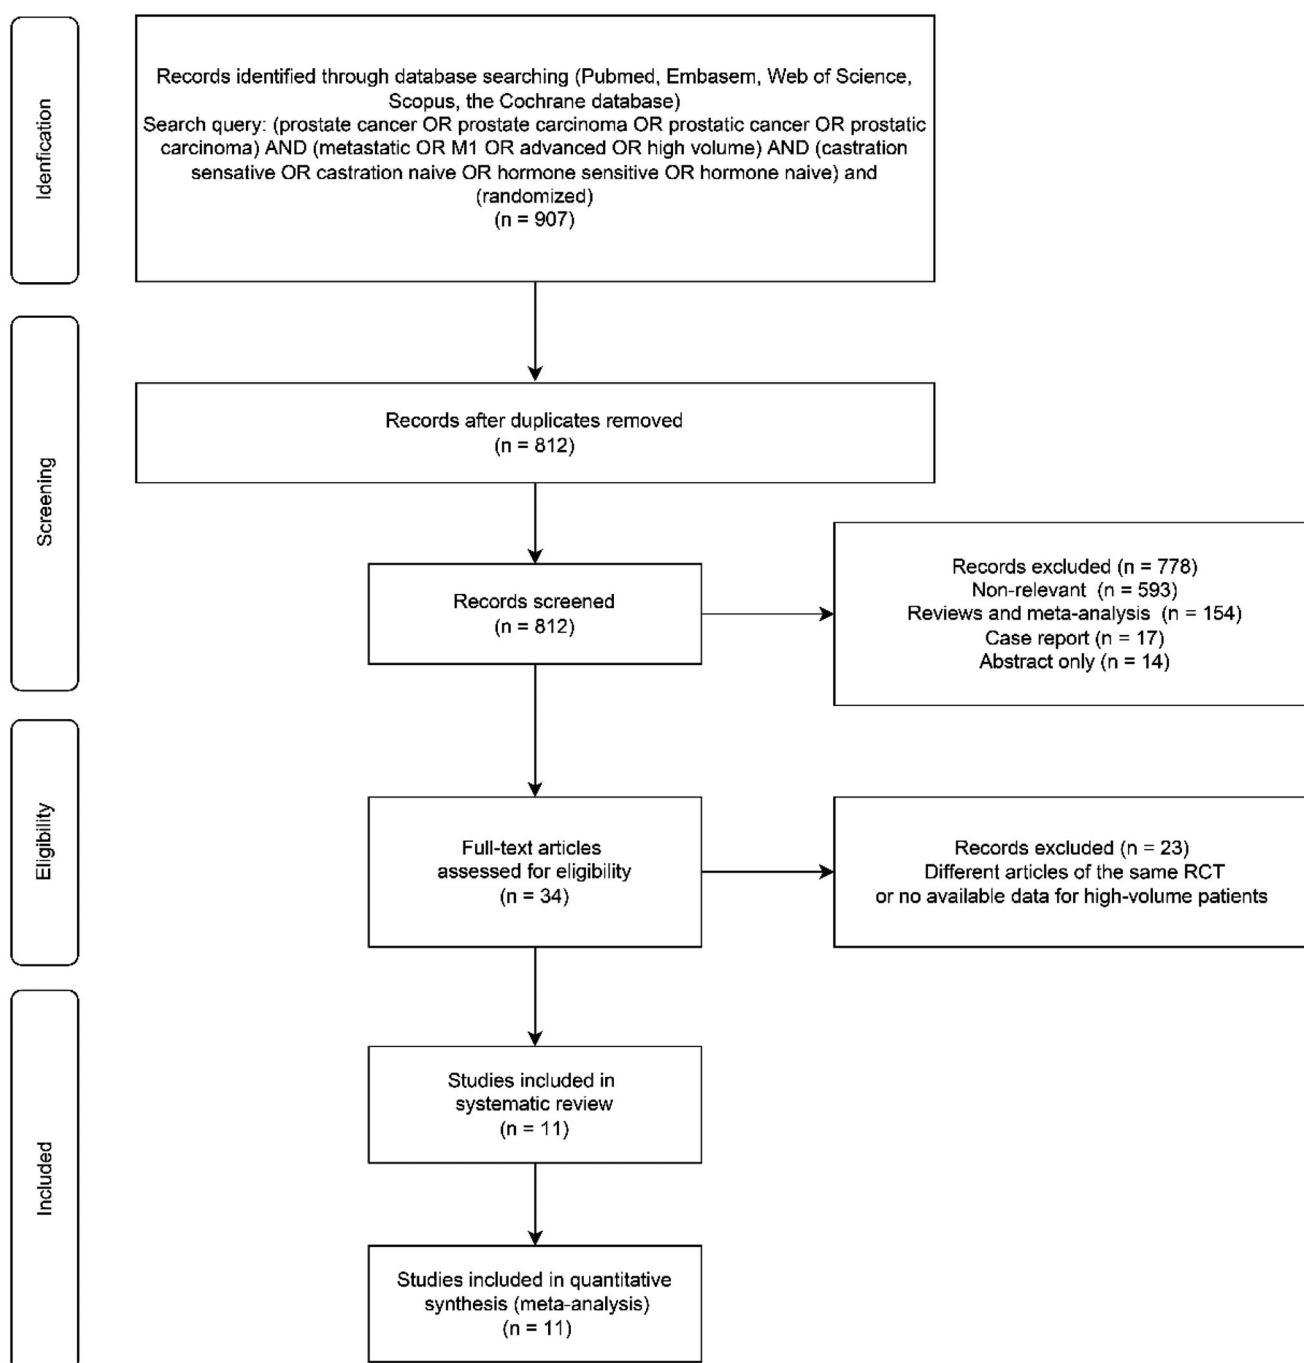 Idenfication
Records identified through database searching (Pubmed, Embasem, Web of Science,
Scopus, the Cochrane database)
Search query: (prostate cancer OR prostate carcinoma OR prostatic cancer OR prostatic
carcinoma) AND (metastatic OR M1 OR advanced OR high volume) AND (castration
sensative OR castration naive OR hormone sensitive OR hormone naive) and
(randomized)
(n = 907)
Screening
Records after duplicates removed
(n = 812)
Records screened
(n = 812)
Records excluded (n = 778)
Non-relevant (n = 593)
Reviews and meta-analysis (n = 154)
Case report (n = 17)
Abstract only (n = 14)
Eligibility
Full-text articles
assessed for eligibility
(n = 34)
Records excluded (n = 23)
Different articles of the same RCT
or no available data for high-volume patients
Included
Studies included in
systematic review
(n = 11)
Studies included in quantitative
synthesis (meta-analysis)
(n = 11)